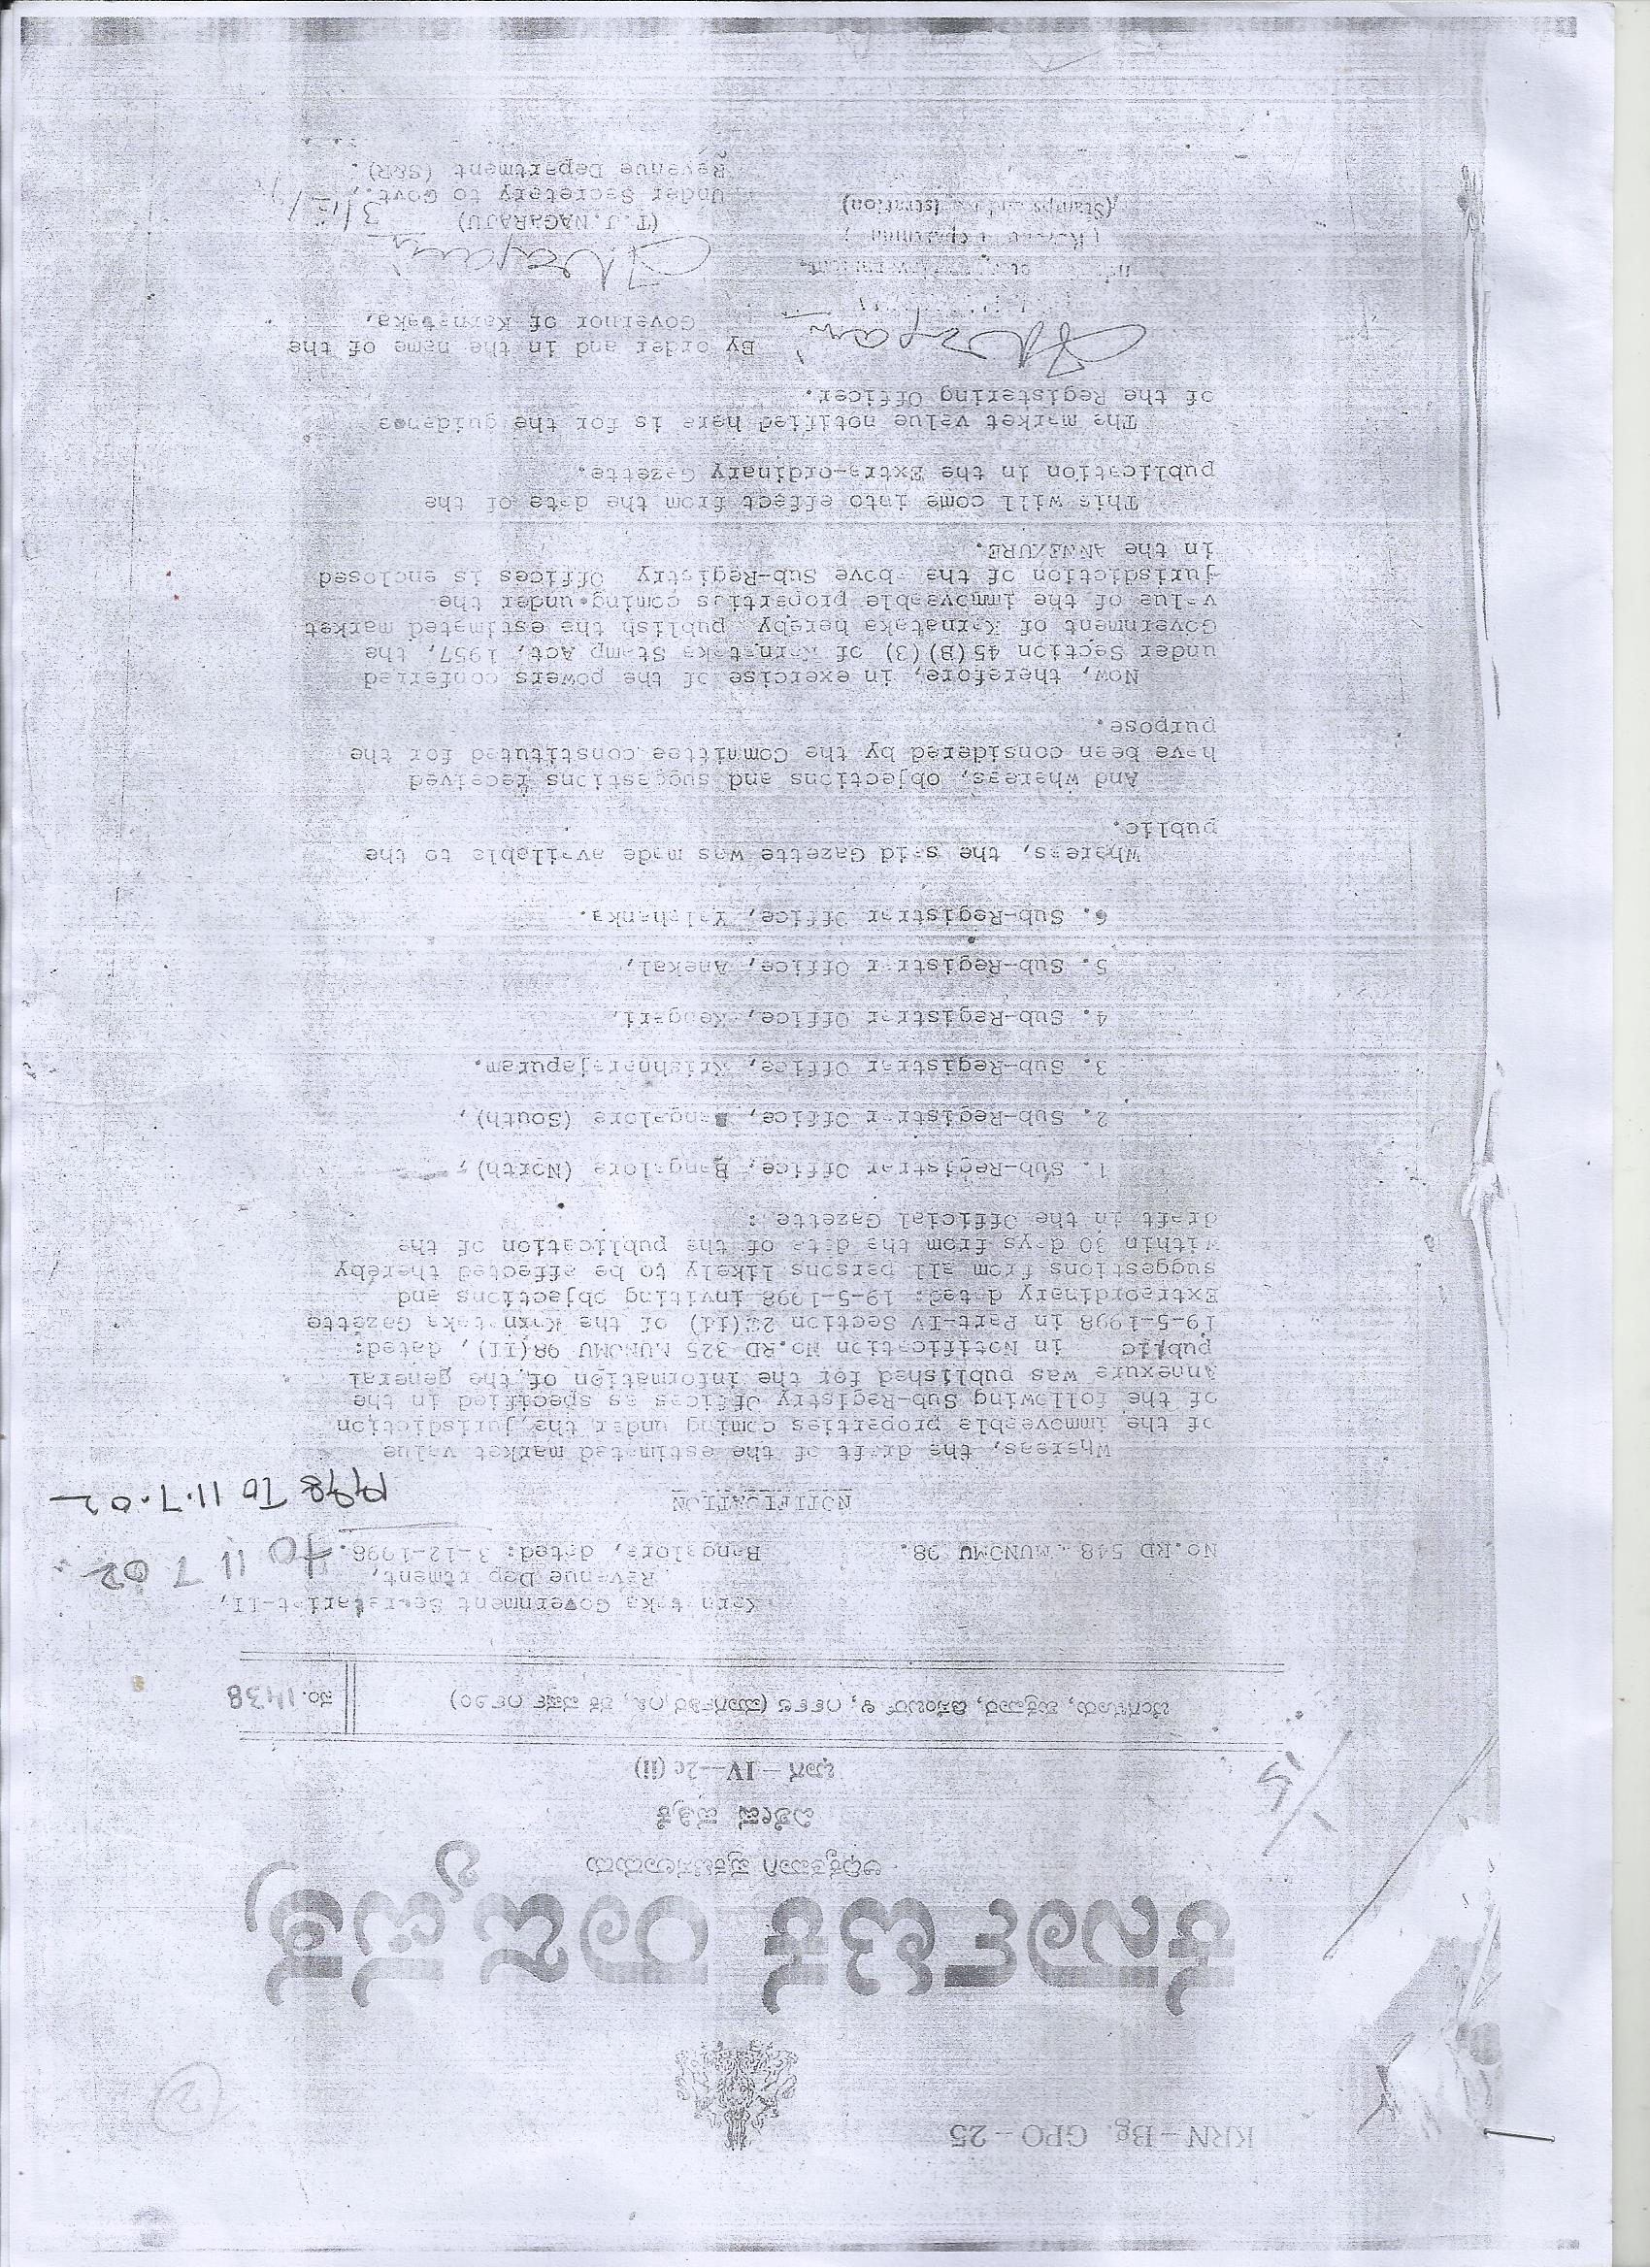 KRN – Bg. GPO – 25
ಕರ್ನಾಟಕ ರಾಜ್ಯಪತ್ರ
ಅಧಿಕೃತವಾಗಿ ಪ್ರಕಟಿಸಲಾದುದು
ವಿಶೇಷ ಪತ್ರಿಕೆ
ಭಾಗ – IV—2c (ii)
ನಂ. 1438
Karnataka Government Secretariat-II,
Revenue Department,
No.RD 548 MUNOMU 98.
Bangalore, dated: 3-12-1998.
to 11 7 02
To 11.7.02
NOTIFICATION
Whereas, the draft of the estimated market value
of the immoveable properties coming under the jurisdiction
of the following Sub-Registry Offices as specified in the
Annexure was published for the information of the general
public in Notification No.RD 325 MUNOMU 98(II), dated:
19-5-1998 in Part-IV Section 2C(ii) of the Karnataka Gazette
Extraordinary dated: 19-5-1998 inviting objections and
suggestions from all persons likely to be affected thereby
within 30 days from the date of the publication of the
draft in the Official Gazette :
1. Sub-Registrar Office, Bangalore (North),
2. Sub-Registrar Office, Bangalore (South),
3. Sub-Registrar Office, Krishnarajapuram.
4. Sub-Registrar Office, Kengeri,
5. Sub-Registrar Office, Anekal,
6. Sub-Registrar Office, Yelahanka.
Whereas, the said Gazette was made available to the
public.
And whereas, objections and suggestions received
have been considered by the Committee constituted for the
purpose.
Now, therefore, in exercise of the powers conferred
under Section 45(B)(3) of Karnataka Stamp Act, 1957, the
Government of Karnataka hereby publish the estimated market
value of the immoveable properties coming under the
jurisdiction of the above Sub-Registry Offices is enclosed
in the ANNEXURE.
This will come into effect from the date of the
publication in the Extra-ordinary Gazette.
The market value notified here is for the guidance
of the Registering Officer.
By order and in the name of the
Governor of Karnataka,
(T.J.NAGARAJU)
Under Secretary to Govt.,
Revenue Department (S&R).
3/12/